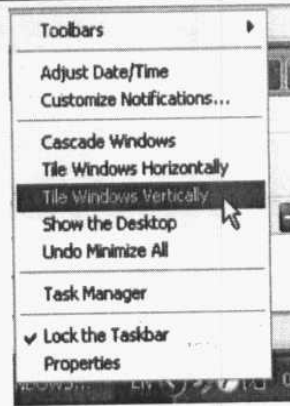 Toolbars
Adjust Date/Time
Customize Notifications...
Cascade Windows
Tile Windows Horizontally
Tile Windows Vertically
Show the Desktop
Undo Minimize All
Task Manager
Lock the Taskbar
Properties